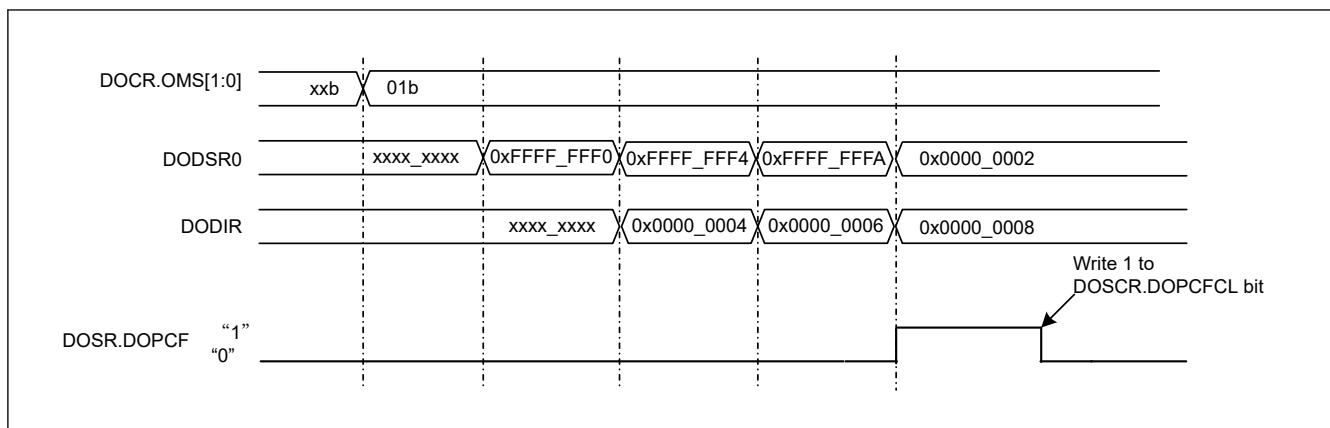 DOCR.OMS[1:0]
xxb
01b
DODSR0
xxxx_xxxx
0xFFFF_FFF0
0xFFFF_FFF4
0xFFFF_FFFA
0x0000_0002
DODIR
xxxx_xxxx
0x0000_0004
0x0000_0006
0x0000_0008
Write 1 to
DOSCR.DOPCFCL bit
DOSR.DOPCF
“1”
“0”